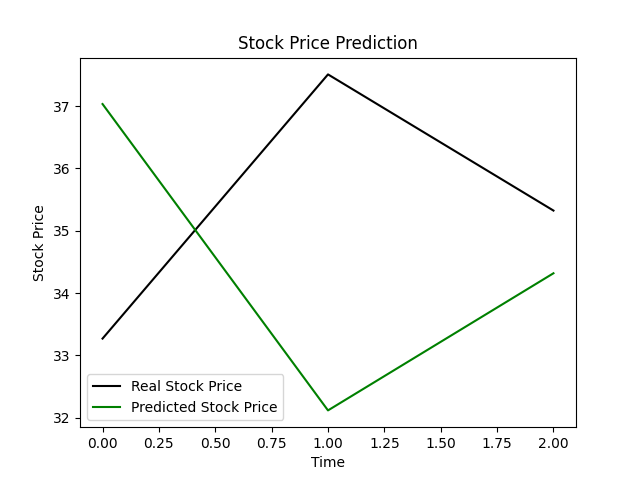 Stock Price Prediction
Stock Price
37
36
35
34
33
32
Real Stock Price
Predicted Stock Price
0.00 0.25 0.50 0.75 1.00 1.25 1.50 1.75 2.00
Time